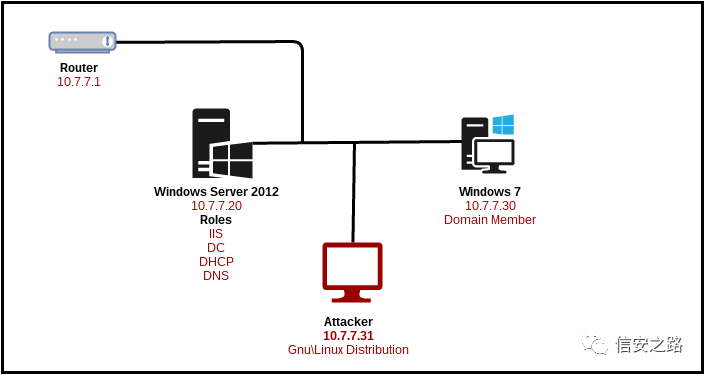 Router
10.7.7.1
Windows Server 2012
10.7.7.20
Roles
IIS
DC
DHCP
DNS
Windows 7
10.7.7.30
Domain Member
Attacker
10.7.7.31
Gnu\Linux Distribution
信安之路